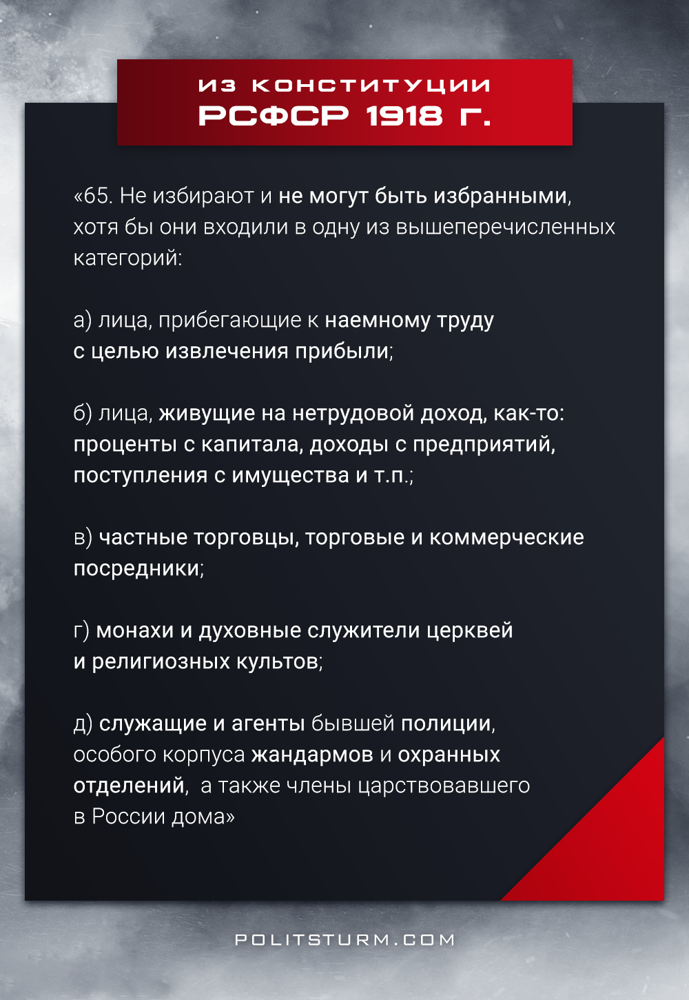 ИЗ КОНСТИТУЦИИ
РСФСР 1918 Г.
«65. Не избирают и не могут быть избранными,
хотя бы они входили в одну из вышеперечисленных
категорий:
а) лица, прибегающие к наемному труду
с целью извлечения прибыли;
б) лица, живущие на нетрудовой доход, как-то:
проценты с капитала, доходы с предприятий,
поступления с имущества и т.п.;
в) частные торговцы, торговые и коммерческие
посредники;
г) монахи и духовные служители церквей
и религиозных культов;
д) служащие и агенты бывшей полиции,
особого корпуса жандармов и охранных
отделений,  а также члены царствовавшего
в России дома»
POLITSTURM.COM